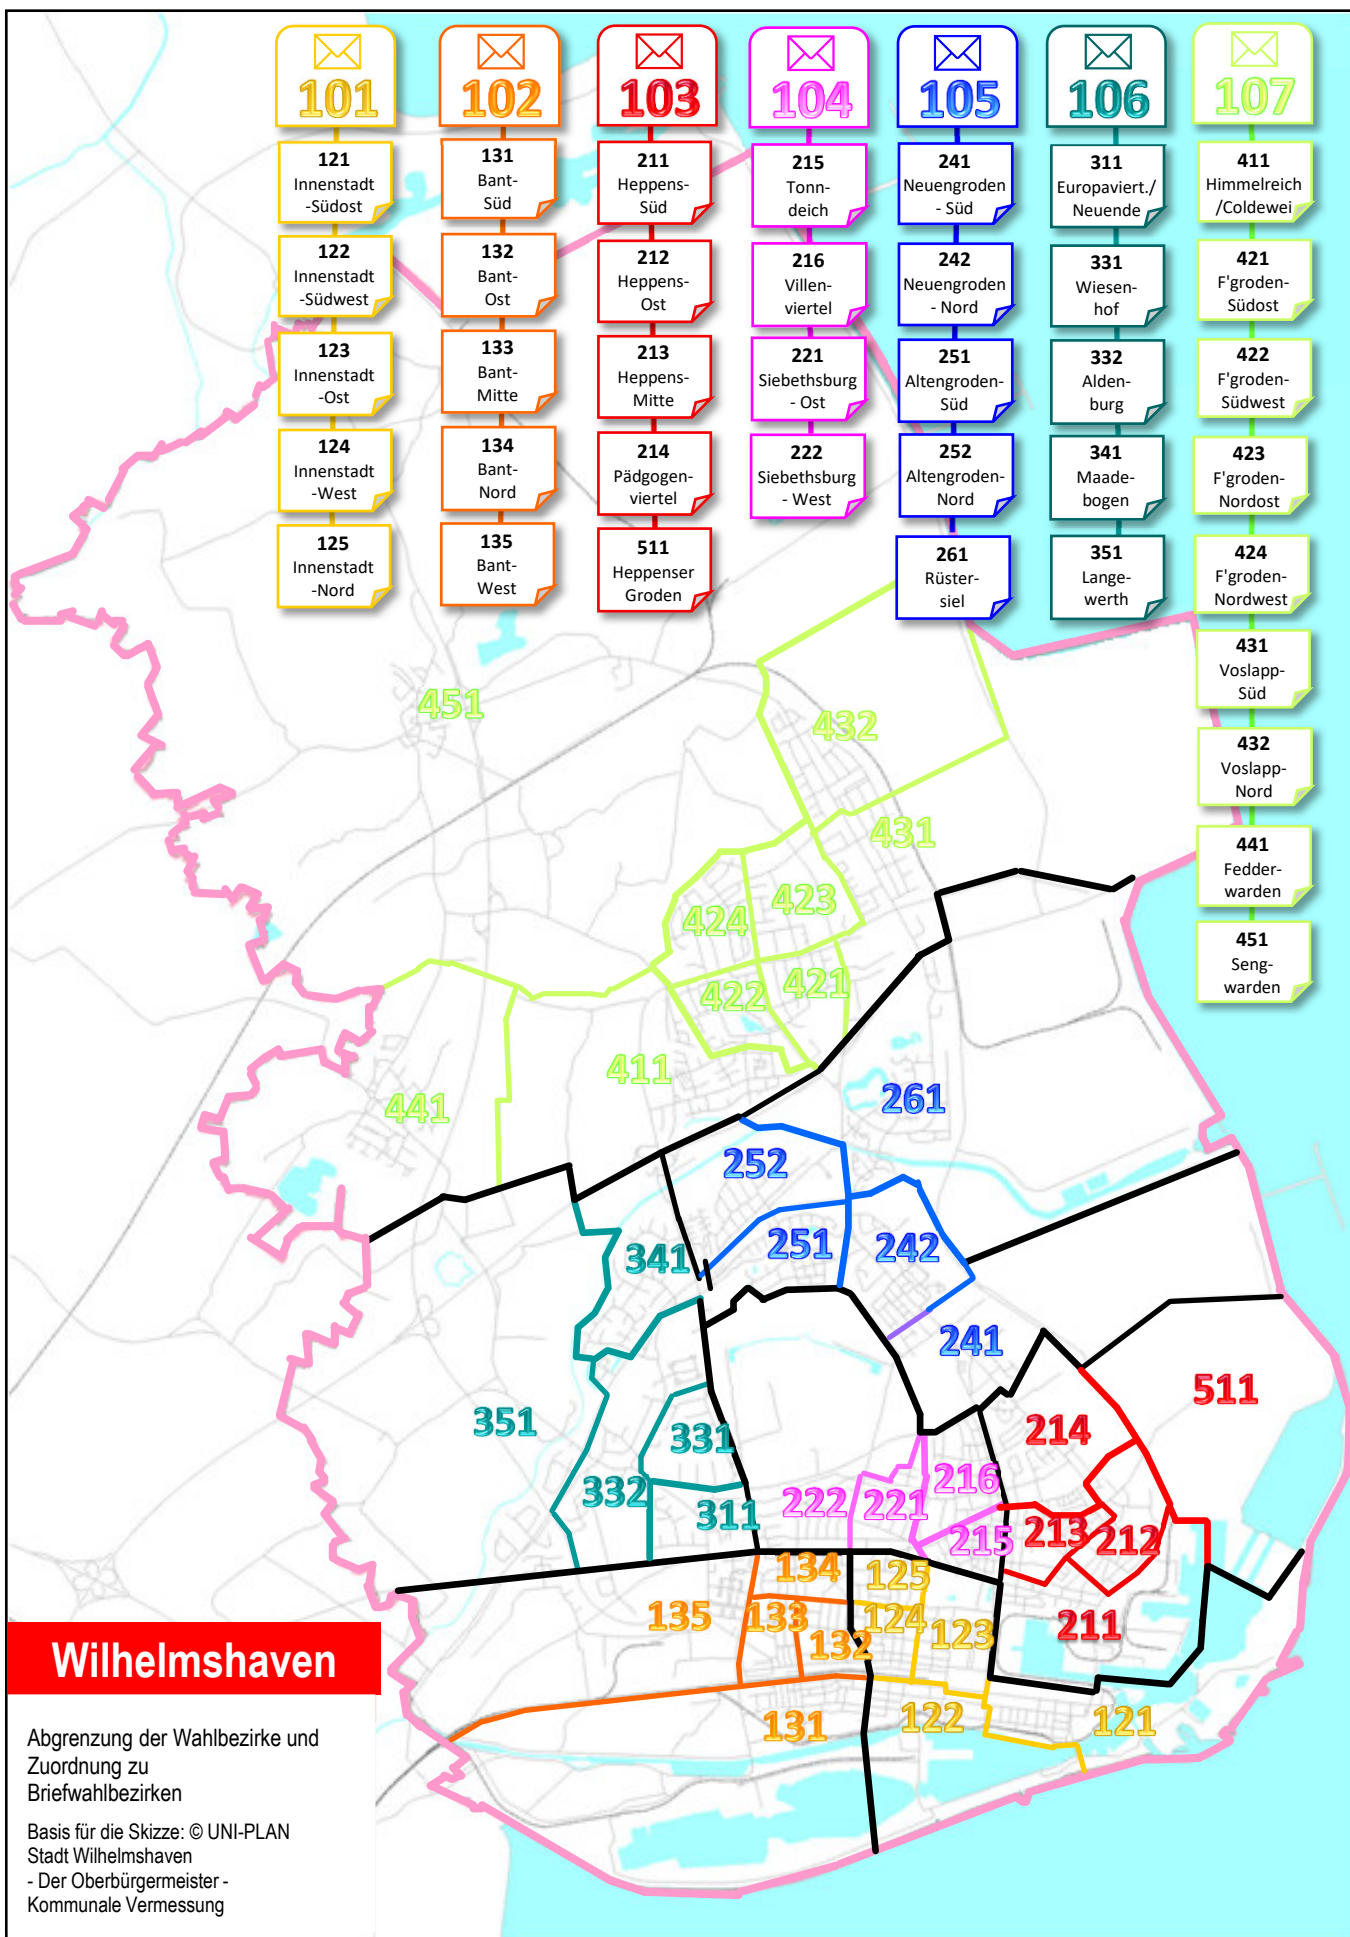 101
121
Innenstadt
-Südost
122
Innenstadt
-Südwest
123
Innenstadt
-Ost
124
Innenstadt
-West
125
Innenstadt
-Nord
102
131
Bant-
Süd
132
Bant-
Ost
133
Bant-
Mitte
134
Bant-
Nord
135
Bant-
West
103
211
Heppens-
Süd
212
Heppens-
Ost
213
Heppens-
Mitte
214
Pädgogen-
viertel
511
Heppenser
Groden
104
215
Tonn-
deich
216
Villen-
viertel
221
Siebethsburg
- Ost
222
Siebethsburg
- West
105
241
Neuengroden
- Süd
242
Neuengroden
- Nord
251
Altengroden-
Süd
252
Altengroden-
Nord
261
Rüster-
siel
106
311
Europaviert./
Neuende
331
Wiesen-
hof
332
Alden-
burg
341
Maade-
bogen
351
Lange-
werth
107
411
Himmelreich
/Coldewei
421
F'groden-
Südost
422
F'groden-
Südwest
423
F'groden-
Nordost
424
F'groden-
Nordwest
431
Voslapp-
Süd
432
Voslapp-
Nord
441
Fedder-
warden
451
Seng-
warden
451
432
431
423
424
422
421
411
441
261
252
251
242
341
241
511
351
331
214
332
311
222
221
216
215
213
212
134
125
135
133
124
132
123
211
131
122
121
Wilhelmshaven
Abgrenzung der Wahlbezirke und
Zuordnung zu
Briefwahlbezirken
Basis für die Skizze: © UNI-PLAN
Stadt Wilhelmshaven
- Der Oberbürgermeister -
Kommunale Vermessung